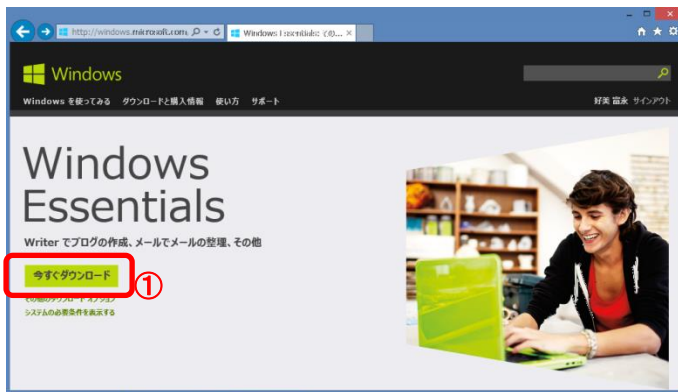 http://windows.microsoft.com,
Windows Essentials: その...
Windows
Windows を使ってみる ダウンロードと購入情報 使い方 サポート
好美 富永 サインアウト
Windows
Essentials
Writer でブログの作成、メールでメールの整理、その他
今すぐダウンロード
①
その他のダウンロード オプション
システムの必要条件を表示する